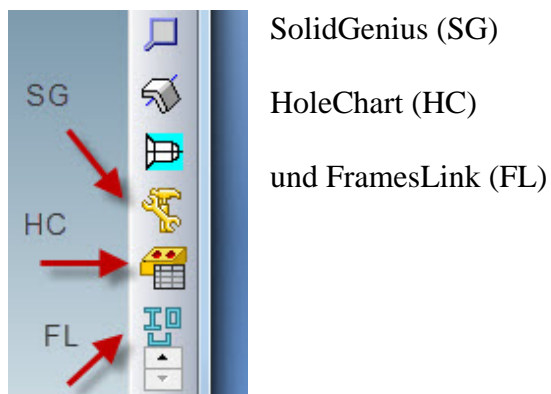 SolidGenius (SG)
SG
HoleChart (HC)
und FramesLink (FL)
HC
FL